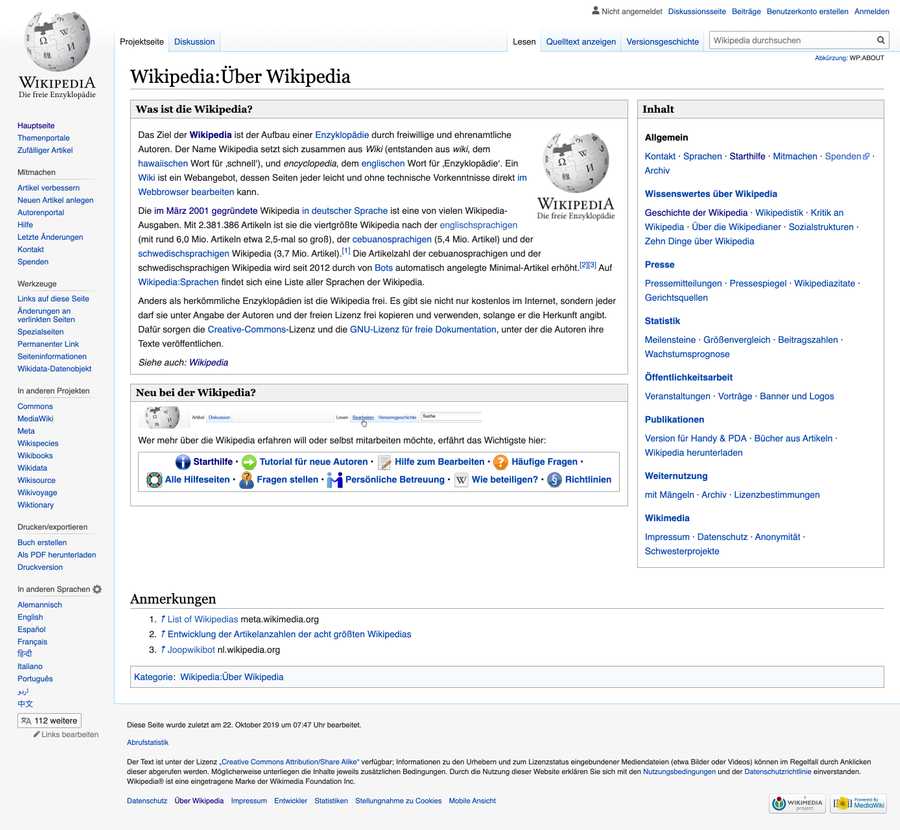 Nicht angemeldet Diskussionsseite Beiträge Benutzerkonto erstellen Anmelden
WIKIPEDIA
Die freie Enzyklopädie
Projektseite Diskussion Lesen Quelltext anzeigen Versionsgeschichte Wikipedia durchsuchen
Abkürzung: WP:ABOUT
Hauptseite
Themenportale
Zufälliger Artikel
Mitmachen
Artikel verbessern
Neuen Artikel anlegen
Autorenportal
Hilfe
Letzte Änderungen
Kontakt
Spenden
Werkzeuge
Links auf diese Seite
Änderungen an
verlinkten Seiten
Spezialseiten
Permanenter Link
Seiteninformationen
Wikidata-Datenobjekt
In anderen Projekten
Commons
MediaWiki
Meta
Wikispecies
Wikibooks
Wikidata
Wikisource
Wikivoyage
Wiktionary
Drucken/exportieren
Buch erstellen
Als PDF herunterladen
Druckversion
In anderen Sprachen
Alemannisch
English
Español
Français
हिन्दी
Italiano
Português
اردو
中文
112 weitere
Links bearbeiten
Wikipedia:Über Wikipedia
Was ist die Wikipedia?
Das Ziel der Wikipedia ist der Aufbau einer Enzyklopädie durch freiwillige und ehrenamtliche
Autoren. Der Name Wikipedia setzt sich zusammen aus Wiki (entstanden aus wiki, dem
hawaiischen Wort für ‚schnell'), und encyclopedia, dem englischen Wort für ‚Enzyklopädie'. Ein
Wiki ist ein Webangebot, dessen Seiten jeder leicht und ohne technische Vorkenntnisse direkt im
Webbrowser bearbeiten kann.
WIKIPEDIA
Die freie Enzyklopädie
Die im März 2001 gegründete Wikipedia in deutscher Sprache ist eine von vielen Wikipedia-
Ausgaben. Mit 2.381.386 Artikeln ist sie die viertgrößte Wikipedia nach der englischsprachigen
(mit rund 6,0 Mio. Artikeln etwa 2,5-mal so groß), der cebuanosprachigen (5,4 Mio. Artikel) und der
schwedischsprachigen Wikipedia (3,7 Mio. Artikel).[1] Die Artikelzahl der cebuanosprachigen und der
schwedischsprachigen Wikipedia wird seit 2012 durch von Bots automatisch angelegte Minimal-Artikel erhöht.[2][3] Auf
Wikipedia:Sprachen findet sich eine Liste aller Sprachen der Wikipedia.
Anders als herkömmliche Enzyklopädien ist die Wikipedia frei. Es gibt sie nicht nur kostenlos im Internet, sondern jeder
darf sie unter Angabe der Autoren und der freien Lizenz frei kopieren und verwenden, solange er die Herkunft angibt.
Dafür sorgen die Creative-Commons-Lizenz und die GNU-Lizenz für freie Dokumentation, unter der die Autoren ihre
Texte veröffentlichen.
Siehe auch: Wikipedia
Neu bei der Wikipedia?
Artikel Diskussion Lesen Bearbeiten Versionsgeschichte Suche
Wer mehr über die Wikipedia erfahren will oder selbst mitarbeiten möchte, erfährt das Wichtigste hier:
Starthilfe · Tutorial für neue Autoren · Hilfe zum Bearbeiten · Häufige Fragen ·
Alle Hilfeseiten · Fragen stellen · Persönliche Betreuung · Wie beteiligen? · Richtlinien
Inhalt
Allgemein
Kontakt · Sprachen · Starthilfe · Mitmachen · Spenden ·
Archiv
Wissenswertes über Wikipedia
Geschichte der Wikipedia · Wikipedistik · Kritik an
Wikipedia · Über die Wikipedianer · Sozialstrukturen ·
Zehn Dinge über Wikipedia
Presse
Pressemitteilungen · Pressespiegel · Wikipediazitate ·
Gerichtsquellen
Statistik
Meilensteine · Größenvergleich · Beitragszahlen ·
Wachstumsprognose
Öffentlichkeitsarbeit
Veranstaltungen · Vorträge · Banner und Logos
Publikationen
Version für Handy & PDA · Bücher aus Artikeln ·
Wikipedia herunterladen
Weiternutzung
mit Mängeln · Archiv · Lizenzbestimmungen
Wikimedia
Impressum · Datenschutz · Anonymität ·
Schwesterprojekte
Anmerkungen
1. ↑ List of Wikipedias meta.wikimedia.org
2. ↑ Entwicklung der Artikelanzahlen der acht größten Wikipedias
3. ↑ Joopwikibot nl.wikipedia.org
Kategorie: Wikipedia:Über Wikipedia
Diese Seite wurde zuletzt am 22. Oktober 2019 um 07:47 Uhr bearbeitet.
Abrufstatistik
Der Text ist unter der Lizenz „Creative Commons Attribution/Share Alike" verfügbar; Informationen zu den Urhebern und zum Lizenzstatus eingebundener Mediendateien (etwa Bilder oder Videos) können im Regelfall durch Anklicken
dieser abgerufen werden. Möglicherweise unterliegen die Inhalte jeweils zusätzlichen Bedingungen. Durch die Nutzung dieser Website erklären Sie sich mit den Nutzungsbedingungen und der Datenschutzrichtlinie einverstanden.
Wikipedia® ist eine eingetragene Marke der Wikimedia Foundation Inc.
Datenschutz Über Wikipedia Impressum Entwickler Statistiken Stellungnahme zu Cookies Mobile Ansicht
WIKIMEDIA
project
Powered By
MediaWiki